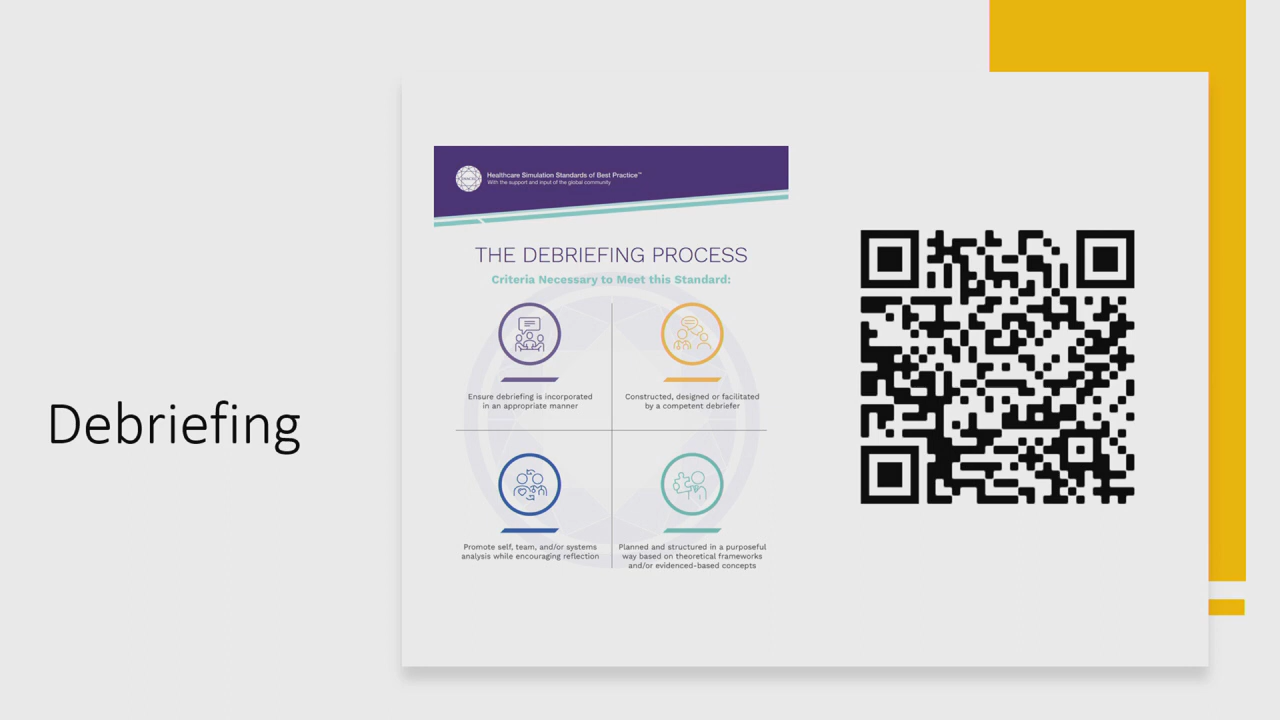 Debriefing
Healthcare Simulation Standards of Best Practice™
With the support and input of the global community
THE DEBRIEFING PROCESS
Criteria Necessary to Meet this Standard:
Ensure debriefing is incorporated
in an appropriate manner
Constructed, designed or facilitated
by a competent debriefer
Promote self, team, and/or systems
analysis while encouraging reflection
Planned and structured in a purposeful
way based on theoretical frameworks
and/or evidenced-based concepts